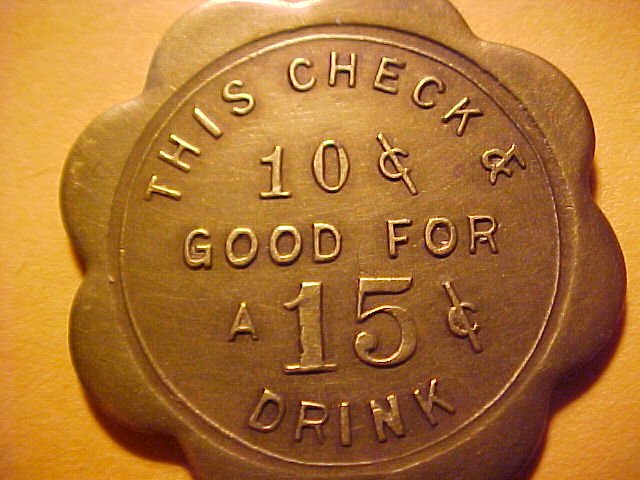 THIS CHECK &
10¢
GOOD FOR
A 15¢
DRINK